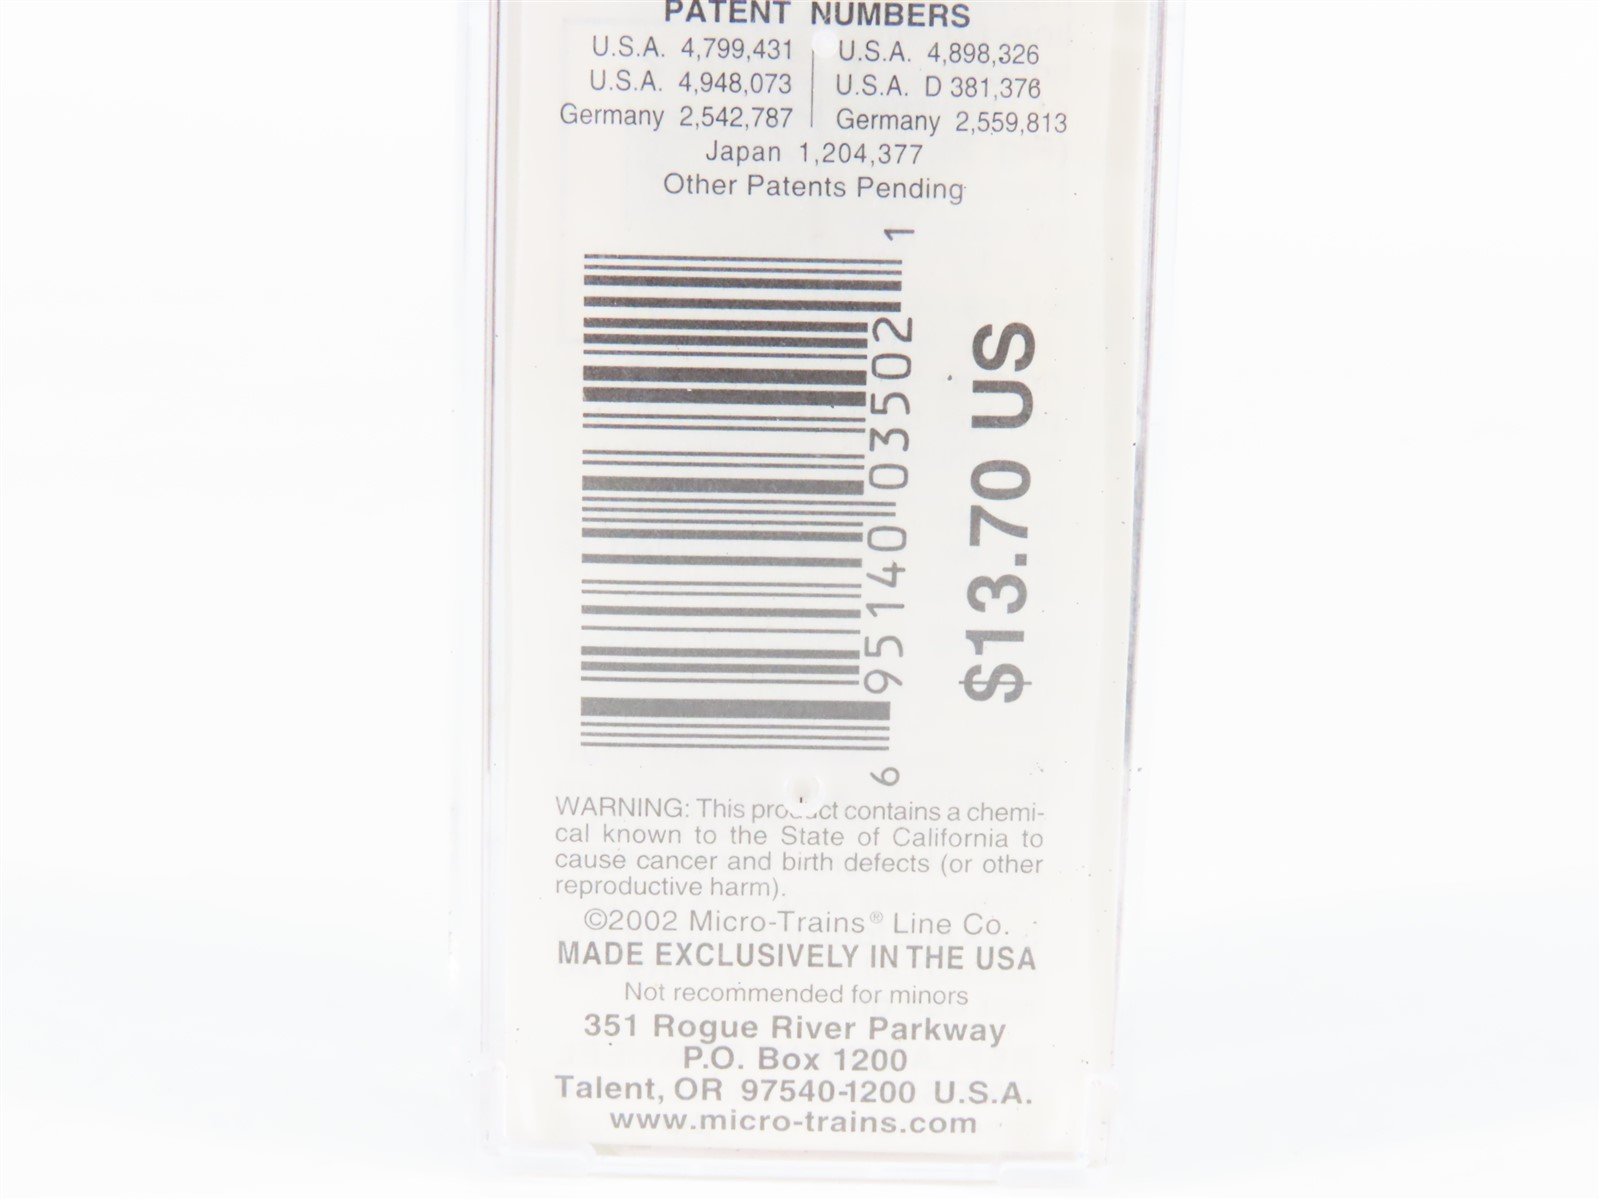 PATENT NUMBERS
U.S.A. 4,799,431 U.S.A. 4,898,326
U.S.A. 4,948,073 U.S.A. D 381,376
Germany 2,542,787 Germany 2,559,813
Japan 1,204,377
Other Patents Pending
6 95140 03502 1
$13.70 US
WARNING: This product contains a chemi-
cal known to the State of California to
cause cancer and birth defects (or other
reproductive harm).
©2002 Micro-Trains® Line Co.
MADE EXCLUSIVELY IN THE USA
Not recommended for minors
351 Rogue River Parkway
P.O. Box 1200
Talent, OR 97540-1200 U.S.A.
www.micro-trains.com